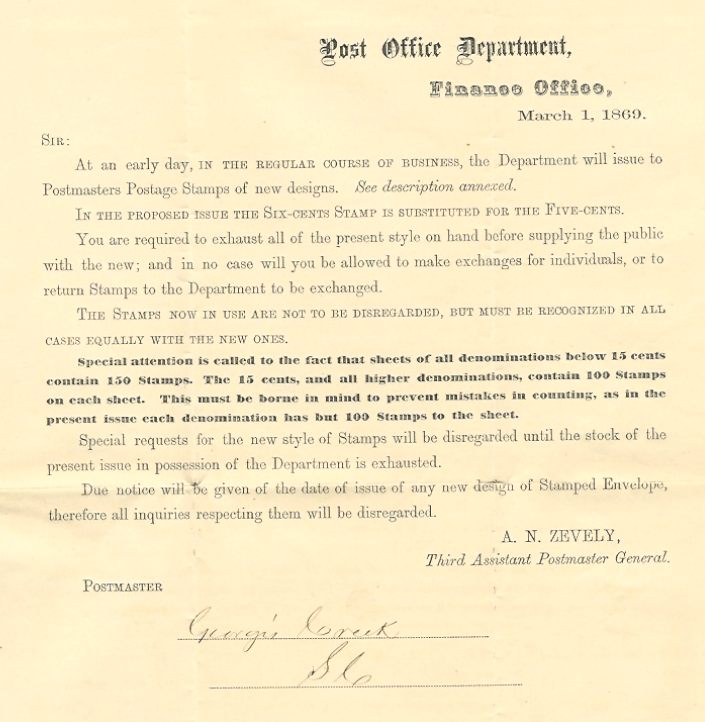 Post Office Department,
Finance Office,
March 1, 1869.
SIR:
At an early day, IN THE REGULAR COURSE OF BUSINESS, the Department will issue to
Postmasters Postage Stamps of new designs. See description annexed.
IN THE PROPOSED ISSUE THE SIX-CENTS STAMP IS SUBSTITUTED FOR THE FIVE-CENTS.
You are required to exhaust all of the present style on hand before supplying the public
with the new; and in no case will you be allowed to make exchanges for individuals, or to
return Stamps to the Department to be exchanged.
THE STAMPS NOW IN USE ARE NOT TO BE DISREGARDED, BUT MUST BE RECOGNIZED IN ALL
CASES EQUALLY WITH THE NEW ONES.
Special attention is called to the fact that sheets of all denominations below 15 cents
contain 150 Stamps. The 15 cents, and all higher denominations, contain 100 Stamps
on each sheet. This must be borne in mind to prevent mistakes in counting, as in the
present issue each denomination has but 100 Stamps to the sheet.
Special requests for the new style of Stamps will be disregarded until the stock of the
present issue in possession of the Department is exhausted.
Due notice will be given of the date of issue of any new design of Stamped Envelope,
therefore all inquiries respecting them will be disregarded.
A. N. ZEVELY,
Third Assistant Postmaster General.
POSTMASTER
Georgie Creek
S C